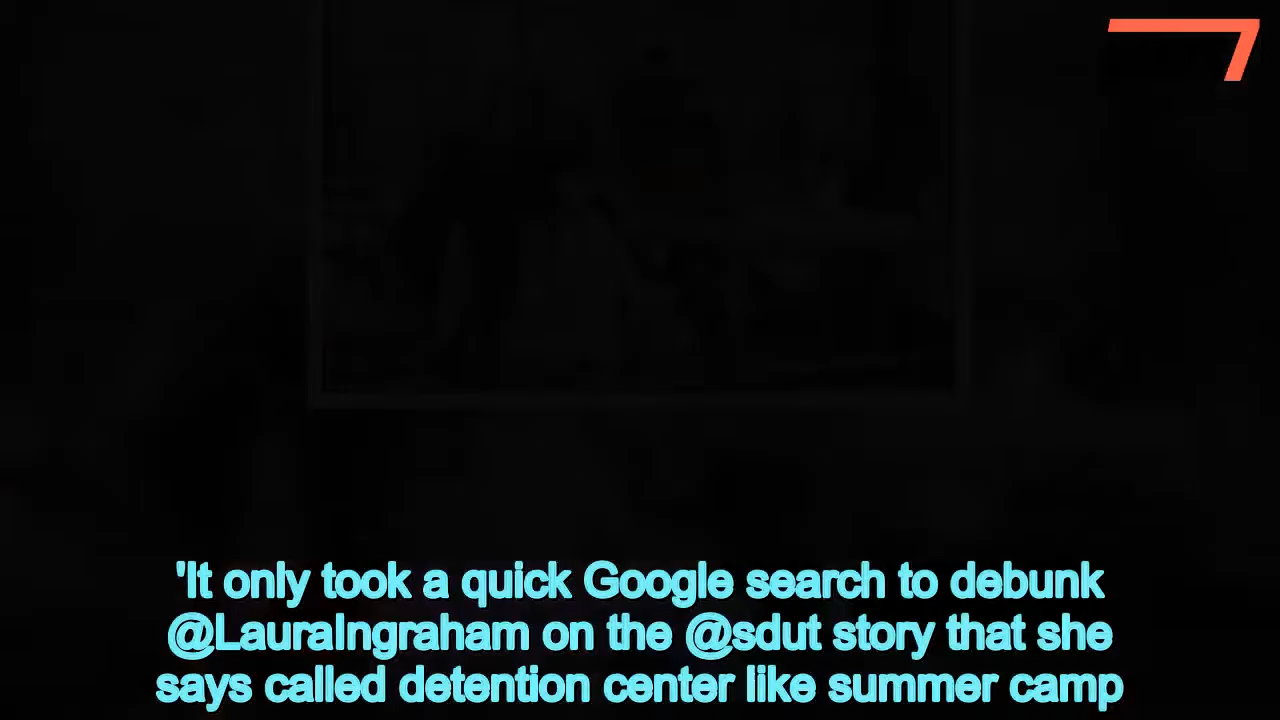 'It only took a quick Google search to debunk
@LauraIngraham on the @sdut story that she
says called detention center like summer camp